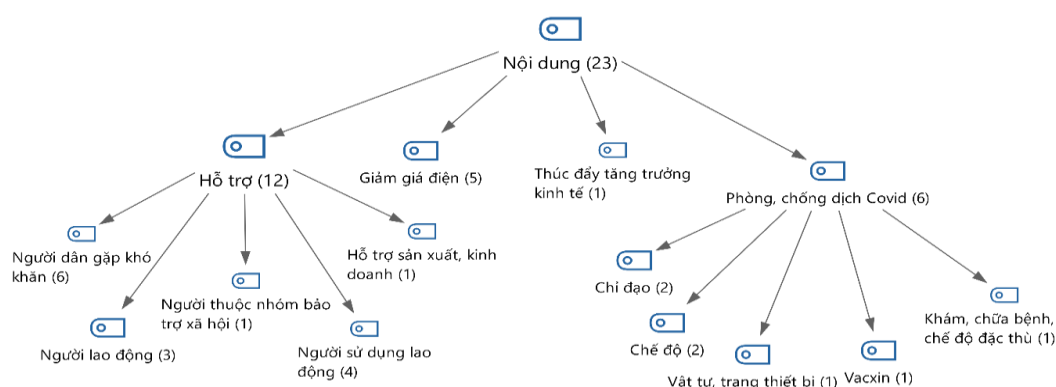 Nội dung (23)
Hỗ trợ (12)
Giảm giá điện (5)
Thúc đẩy tăng trưởng
kinh tế (1)
Phòng, chống dịch Covid (6)
Người dân gặp khó
khăn (6)
Người lao động (3)
Người thuộc nhóm bảo
trợ xã hội (1)
Người sử dụng lao
động (4)
Hỗ trợ sản xuất, kinh
doanh (1)
Chỉ đạo (2)
Chế độ (2)
Vật tư, trang thiết bị (1)
Vacxin (1)
Khám, chữa bệnh,
chế độ đặc thù (1)